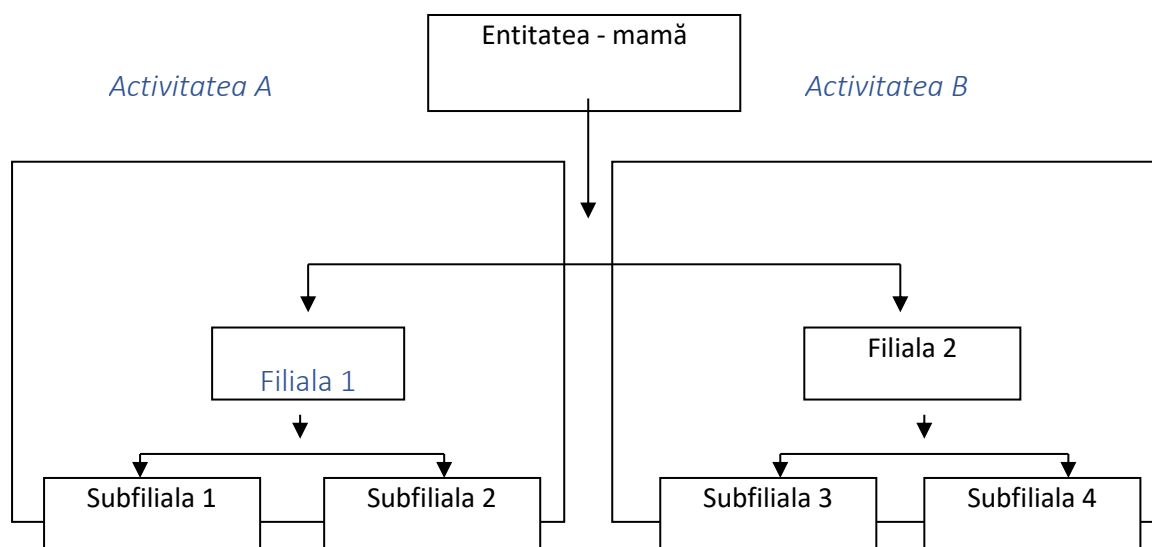 Entitatea - mamă
Activitatea A
Activitatea B
Filiala 1
Filiala 2
Subfiliala 1
Subfiliala 2
Subfiliala 3
Subfiliala 4